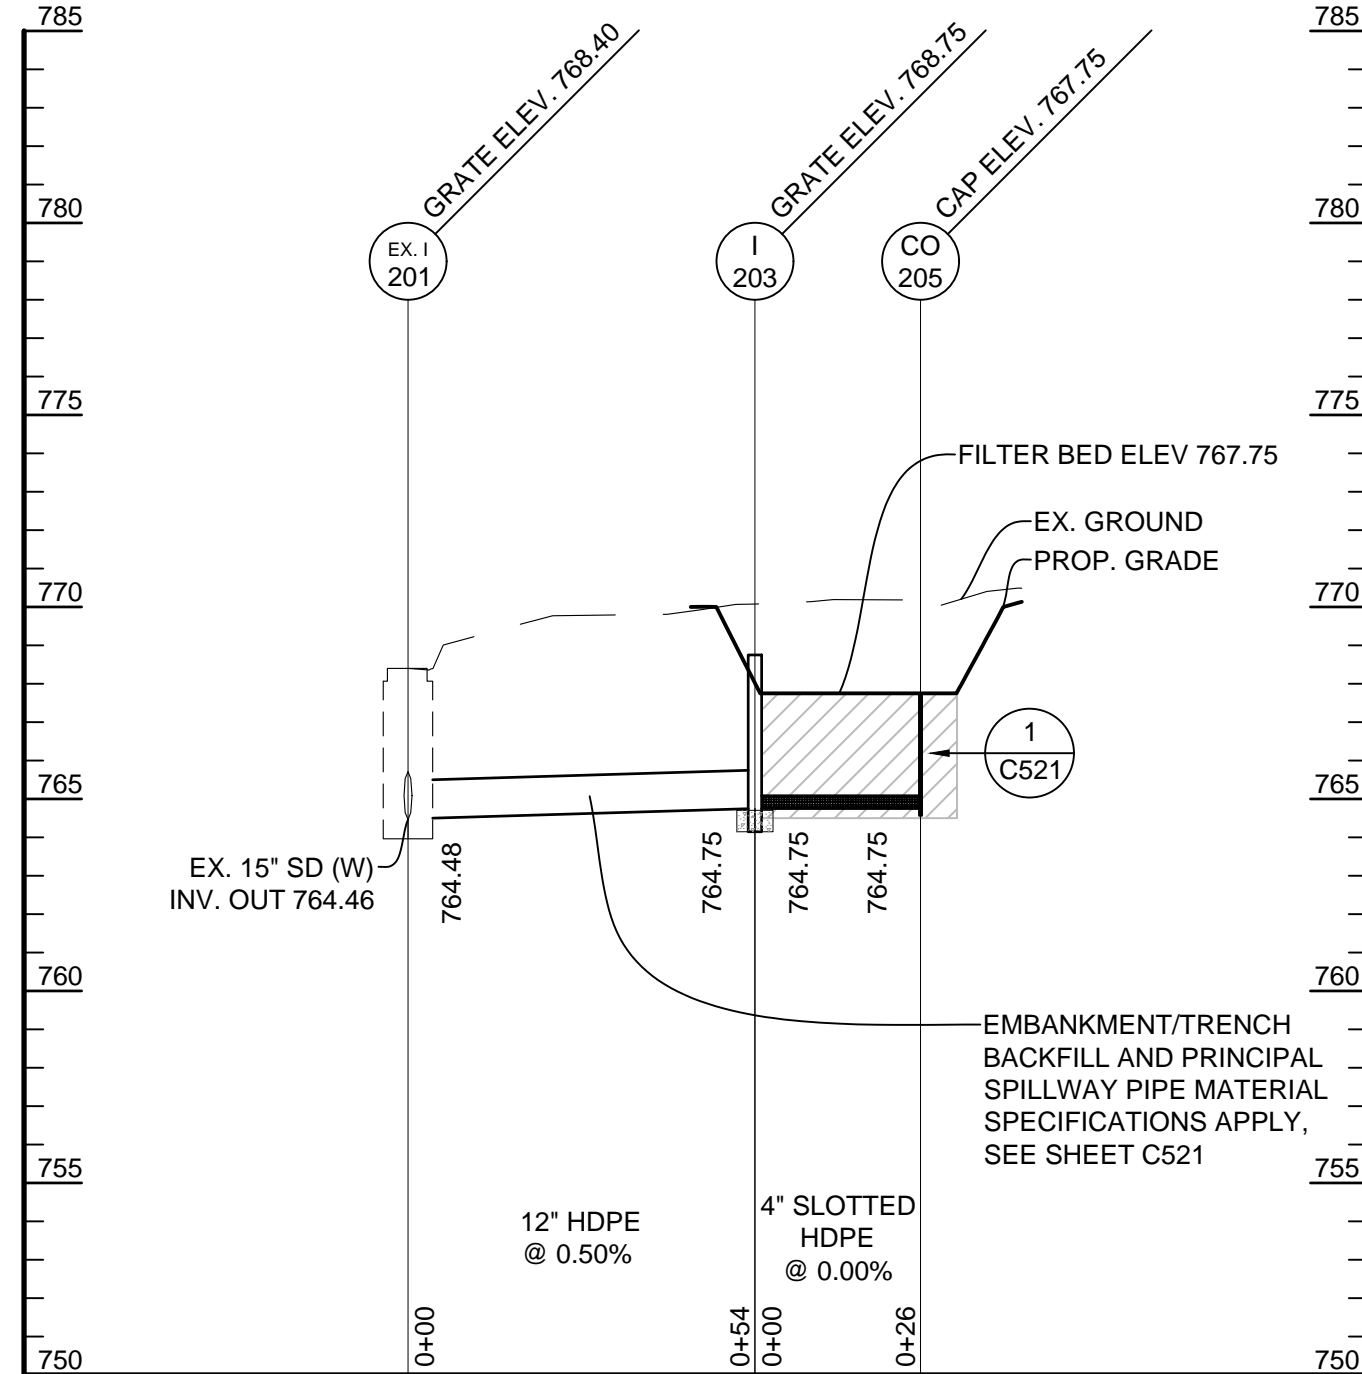 785
785
GRATE ELEV. 768.40
GRATE ELEV. 768.75
CAP ELEV. 767.75
780
780
EX. I
201
I
203
CO
205
775
775
FILTER BED ELEV 767.75
EX. GROUND
PROP. GRADE
770
770
1
C521
765
765
EX. 15" SD (W)
INV. OUT 764.46
764.48
764.75
764.75
764.75
760
760
EMBANKMENT/TRENCH
BACKFILL AND PRINCIPAL
SPILLWAY PIPE MATERIAL
SPECIFICATIONS APPLY,
SEE SHEET C521
755
755
12" HDPE
@ 0.50%
4" SLOTTED
HDPE
@ 0.00%
0+00
0+54
0+00
0+26
750
750